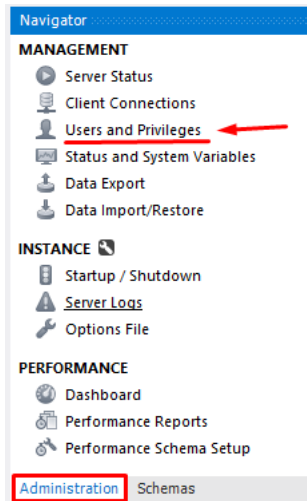 Navigator
MANAGEMENT
Server Status
Client Connections
Users and Privileges
Status and System Variables
Data Export
Data Import/Restore
INSTANCE
Startup / Shutdown
Server Logs
Options File
PERFORMANCE
Dashboard
Performance Reports
Performance Schema Setup
Administration Schemas